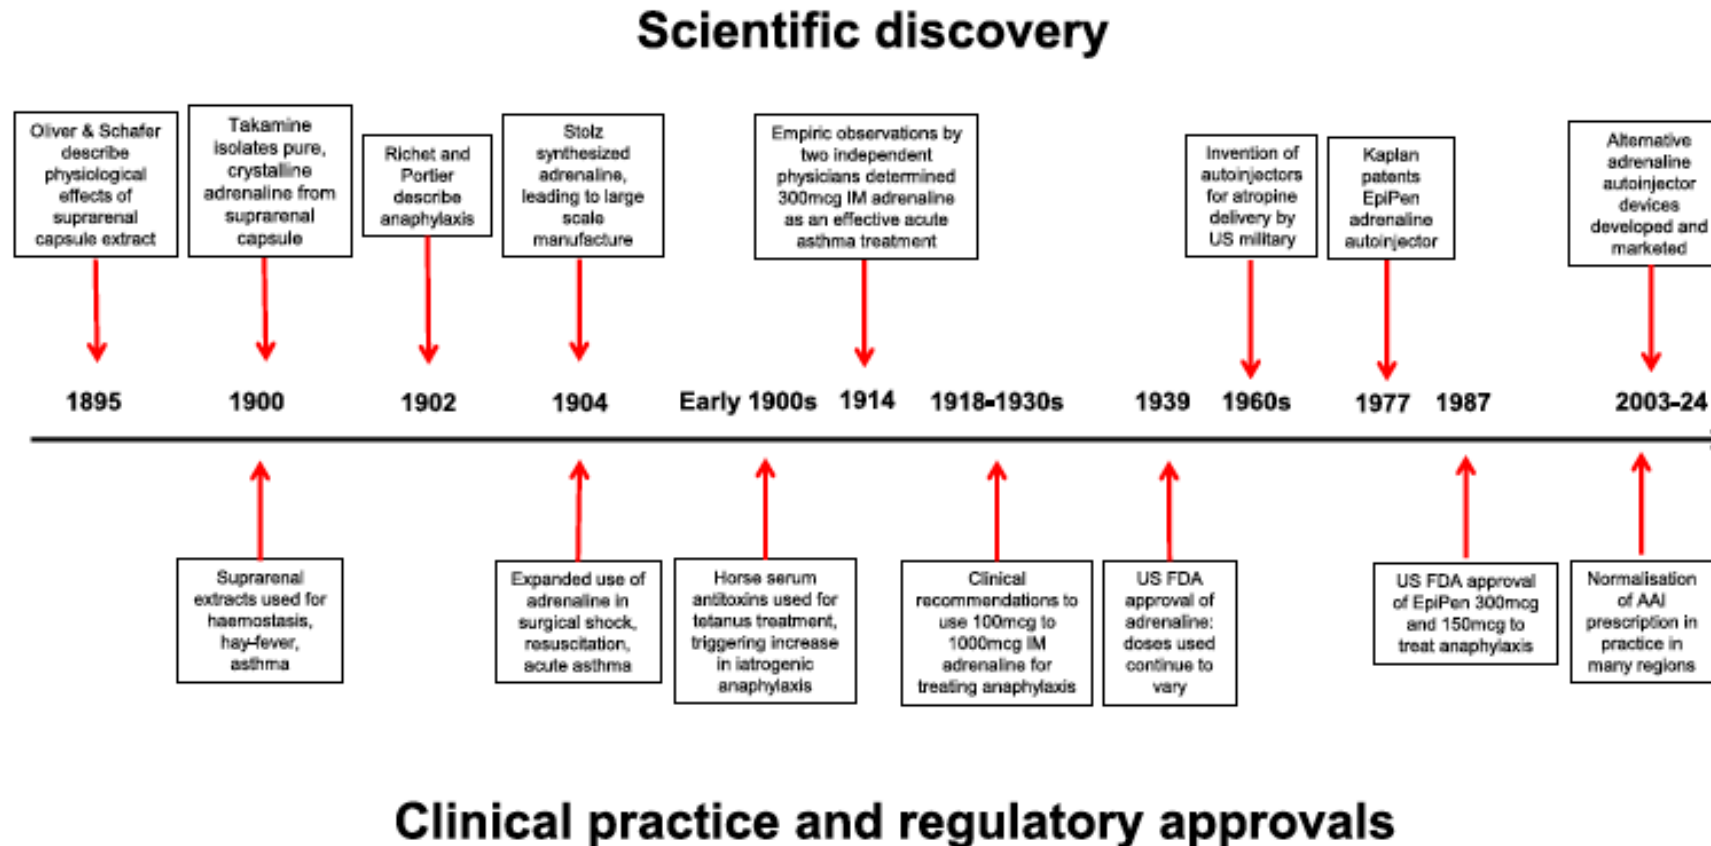 Scientific discovery
Oliver & Schafer
describe
physiological
effects of
suprarenal
capsule extract
Takamine
isolates pure,
crystalline
adrenaline from
suprarenal
capsule
Richet and
Portier
describe
anaphylaxis
Stolz
synthesized
adrenaline,
leading to large
scale
manufacture
Empiric observations by
two independent
physicians determined
300mcg IM adrenaline
as an effective acute
asthma treatment
Invention of
autoinjectors
for atropine
delivery by
US military
Kaplan
patents
EpiPen
adrenaline
autoinjector
Alternative
adrenaline
autoinjector
devices
developed and
marketed
1895
1900
1902
1904
Early 1900s
1914
1918-1930s
1939
1960s
1977
1987
2003-24
Suprarenal
extracts used for
haemostasis,
hay-fever,
asthma
Expanded use of
adrenaline in
surgical shock,
resuscitation,
acute asthma
Horse serum
antitoxins used for
tetanus treatment,
triggering increase
in iatrogenic
anaphylaxis
Clinical
recommendations to
use 100mcg to
1000mcg IM
adrenaline for
treating anaphylaxis
US FDA
approval of
adrenaline:
doses used
continue to
vary
US FDA approval
of EpiPen 300mcg
and 150mcg to
treat anaphylaxis
Normalisation
of AAI
prescription in
practice in
many regions
Clinical practice and regulatory approvals